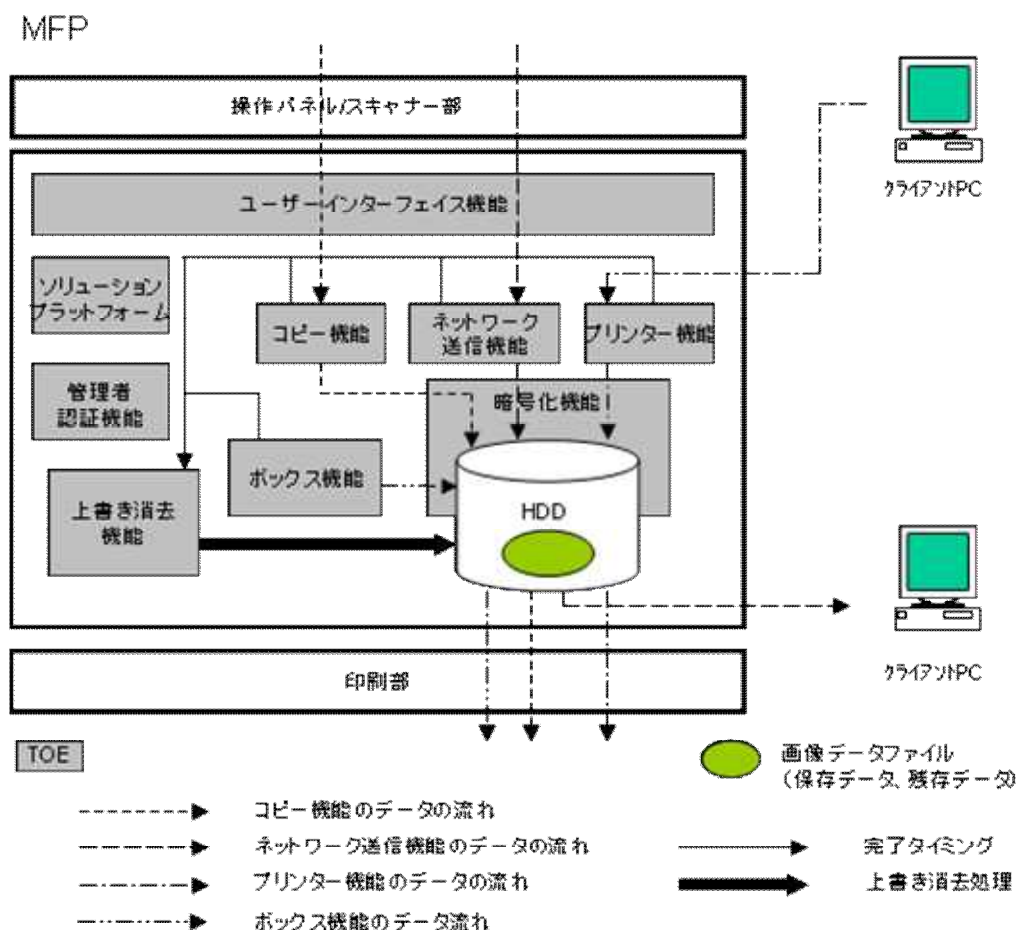 MFP
操作パネル/スキャナー部
クライアントPC
ユーザーインターフェイス機能
ソリューション
プラットフォーム
コピー機能
ネットワーク
送信機能
プリンター機能
管理者
認証機能
暗号化機能
ボックス機能
上書き消去
機能
HDD
クライアントPC
印刷部
TOE
画像データファイル
(保存データ、残存データ)
コピー機能のデータの流れ
ネットワーク送信機能のデータの流れ
完了タイミング
プリンター機能のデータの流れ
上書き消去処理
ボックス機能のデータ流れ